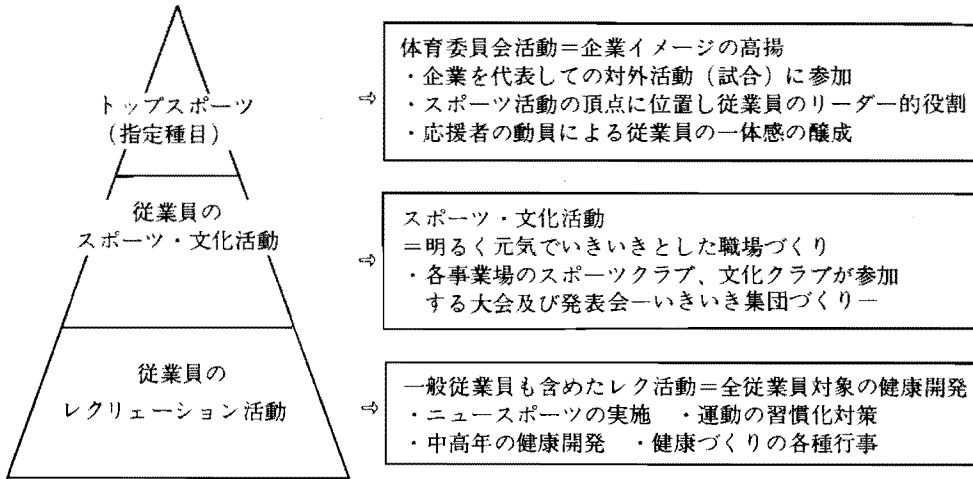 トップスポーツ
(指定種目)
⇨
体育委員会活動＝企業イメージの高揚
・企業を代表しての対外活動（試合）に参加
・スポーツ活動の頂点に位置し従業員のリーダー的役割
・応援者の動員による従業員の一体感の醸成
従業員の
スポーツ・文化活動
⇨
スポーツ・文化活動
＝明るく元気でいきいきとした職場づくり
・各事業場のスポーツクラブ、文化クラブが参加
する大会及び発表会―いきいき集団づくり―
従業員の
レクリェーション活動
⇨
一般従業員も含めたレク活動＝全従業員対象の健康開発
・ニュースポーツの実施　・運動の習慣化対策
・中高年の健康開発　・健康づくりの各種行事